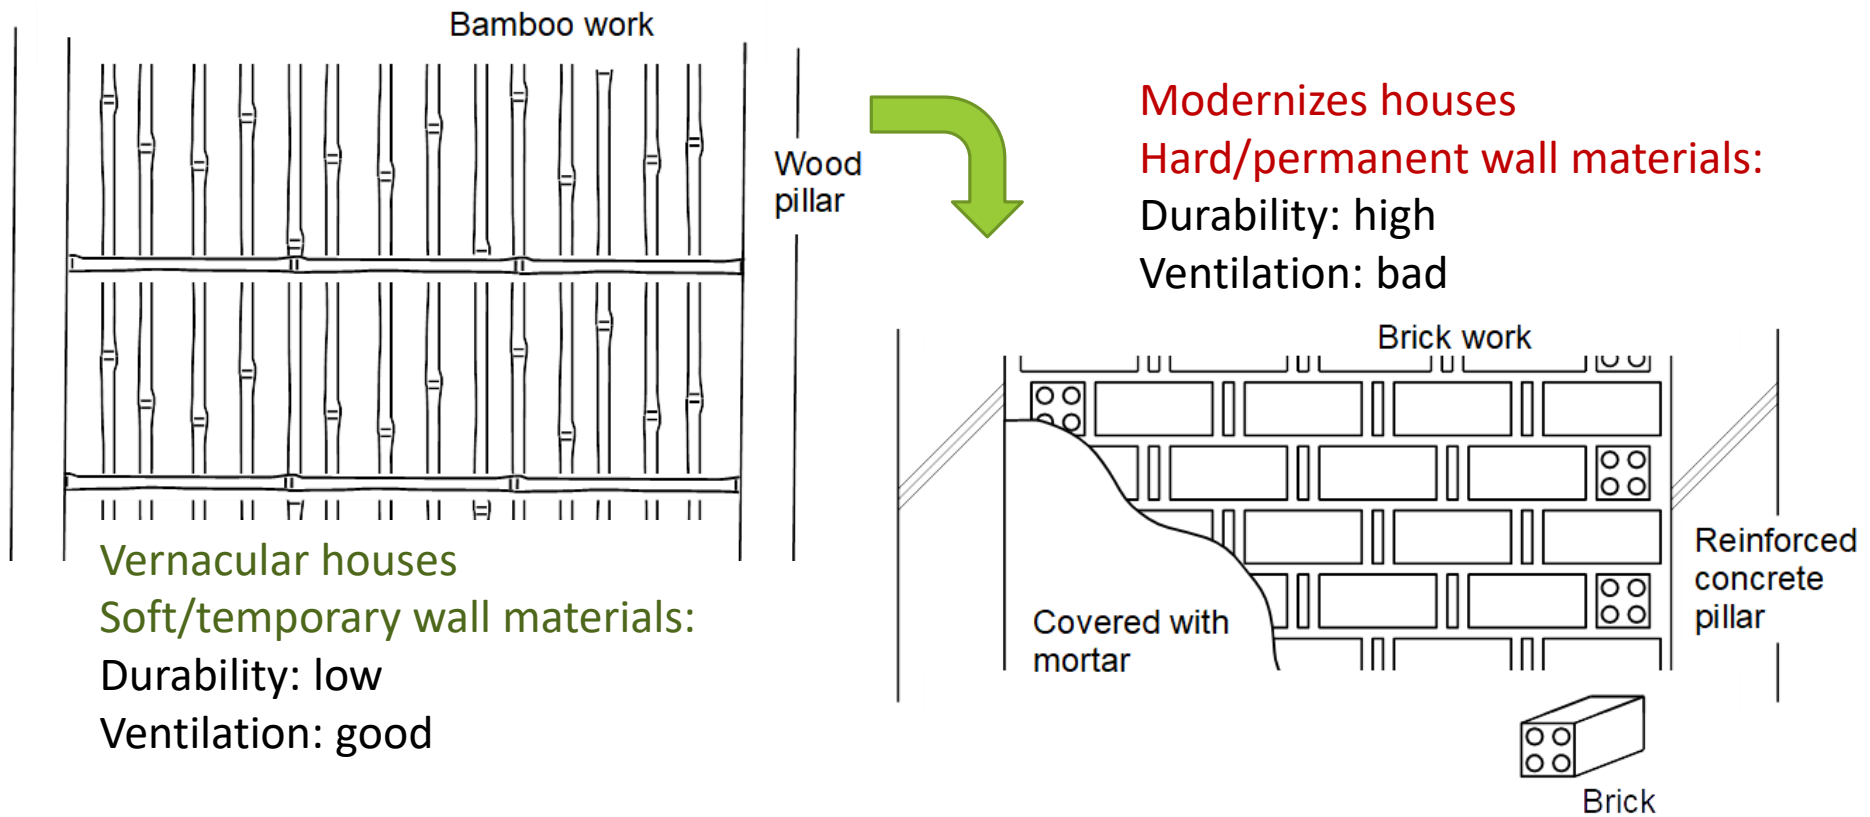 Bamboo work
Wood
pillar
Vernacular houses
Soft/temporary wall materials:
Durability: low
Ventilation: good
Modernizes houses
Hard/permanent wall materials:
Durability: high
Ventilation: bad
Brick work
Covered with
mortar
Reinforced
concrete
pillar
Brick